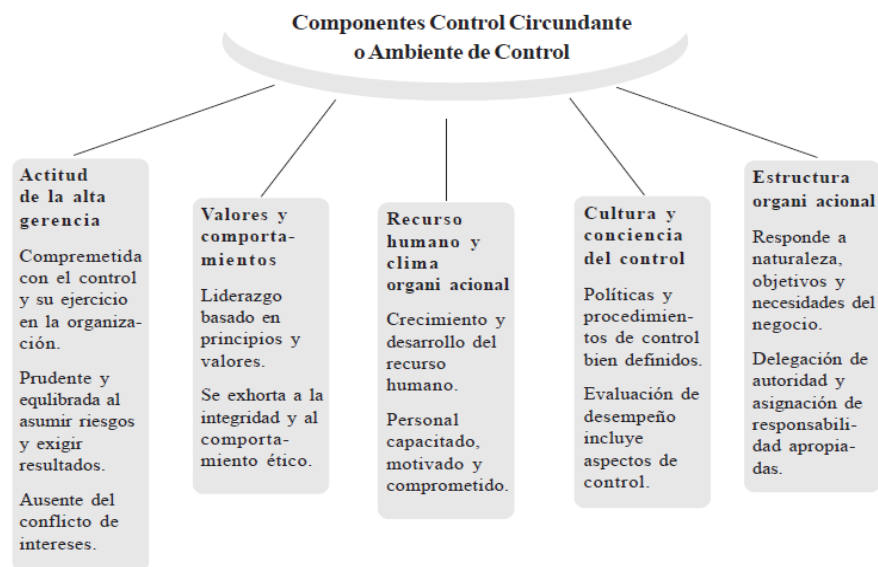 Componentes Control Circundante
o Ambiente de Control
Actitud
de la alta
gerencia
Comprometida
con el control
y su ejercicio
en la organiza-
ción.
Prudente y
equlibrada al
asumir riesgos
y exigir
resultados.
Ausente del
conflicto de
intereses.
Valores y
comporta-
mientos
Liderazgo
basado en
principios y
valores.
Se exhorta a la
integridad y al
comporta-
miento ético.
Recurso
humano y
clima
organi acional
Crecimiento y
desarrollo del
recurso
humano.
Personal
capacitado,
motivado y
comprometido.
Cultura y
conciencia
del control
Políticas y
procedimien-
tos de control
bien definidos.
Evaluación de
desempeño
incluye
aspectos de
control.
Estructura
organi acional
Responde a
naturaleza,
objetivos y
necesidades del
negocio.
Delegación de
autoridad y
asignación de
responsabili-
dad apropia-
das.